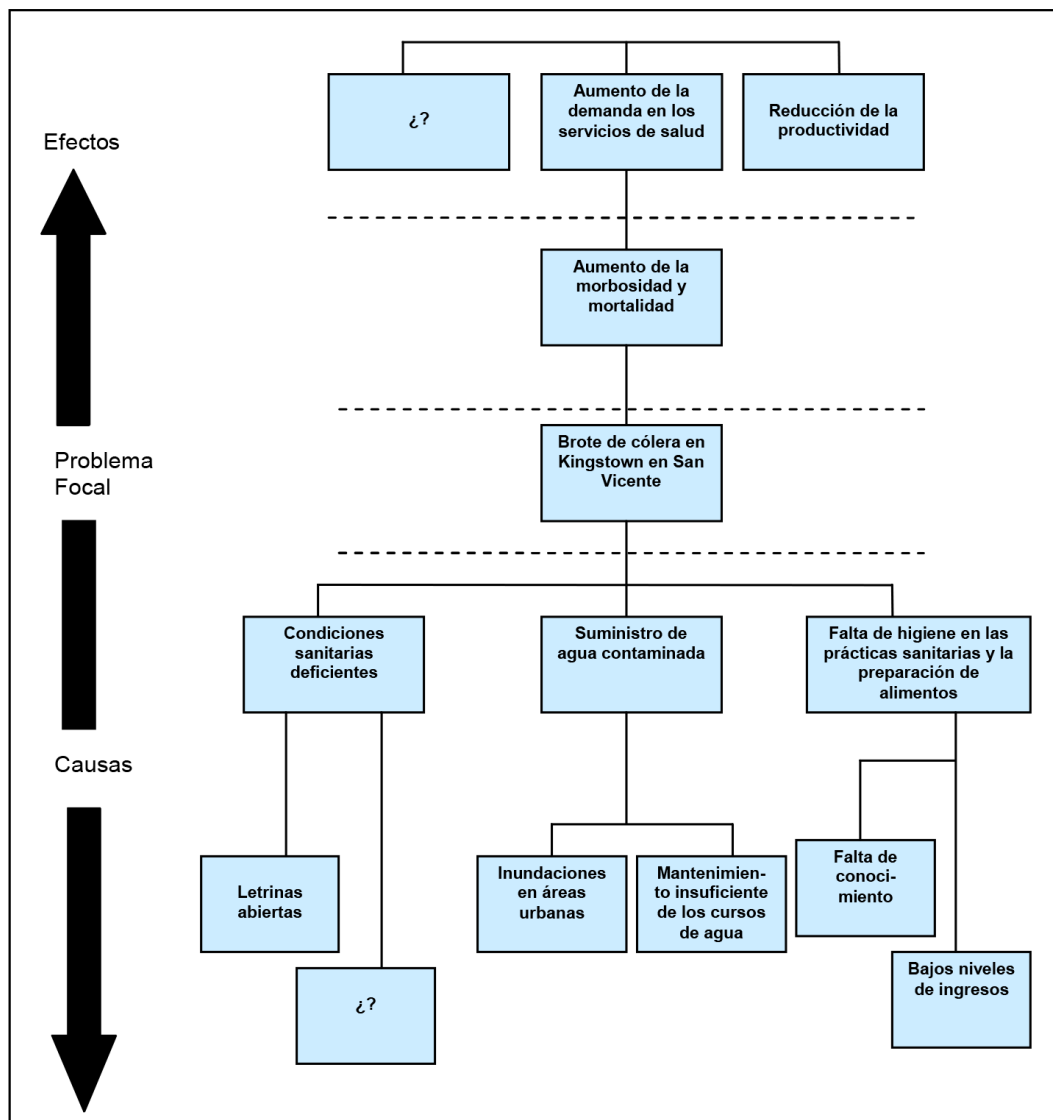 Efectos
¿?
Aumento de la
demanda en los
servicios de salud
Reducción de la
productividad
Aumento de la
morbosidad y
mortalidad
Problema
Focal
Brote de cólera en
Kingstown en San
Vicente
Causas
Condiciones
sanitarias
deficientes
Suministro de
agua contaminada
Falta de higiene en las
prácticas sanitarias y la
preparación de
alimentos
Letrinas
abiertas
¿?
Inundaciones
en áreas
urbanas
Mantenimien-
to insuficiente
de los cursos
de agua
Falta de
conoci-
miento
Bajos niveles
de ingresos